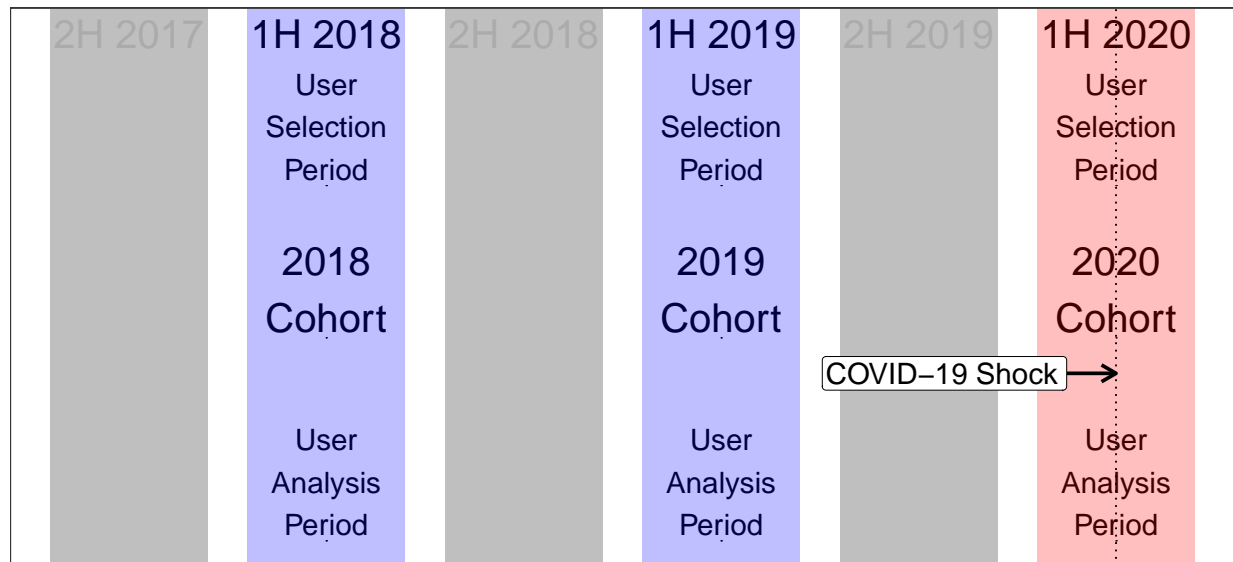 2H 2017
1H 2018
2H 2018
1H 2019
2H 2019
1H 2020
User
Selection
Period
User
Selection
Period
User
Selection
Period
2018
Cohort
2019
Cohort
2020
Cohort
COVID−19 Shock
User
Analysis
Period
User
Analysis
Period
User
Analysis
Period